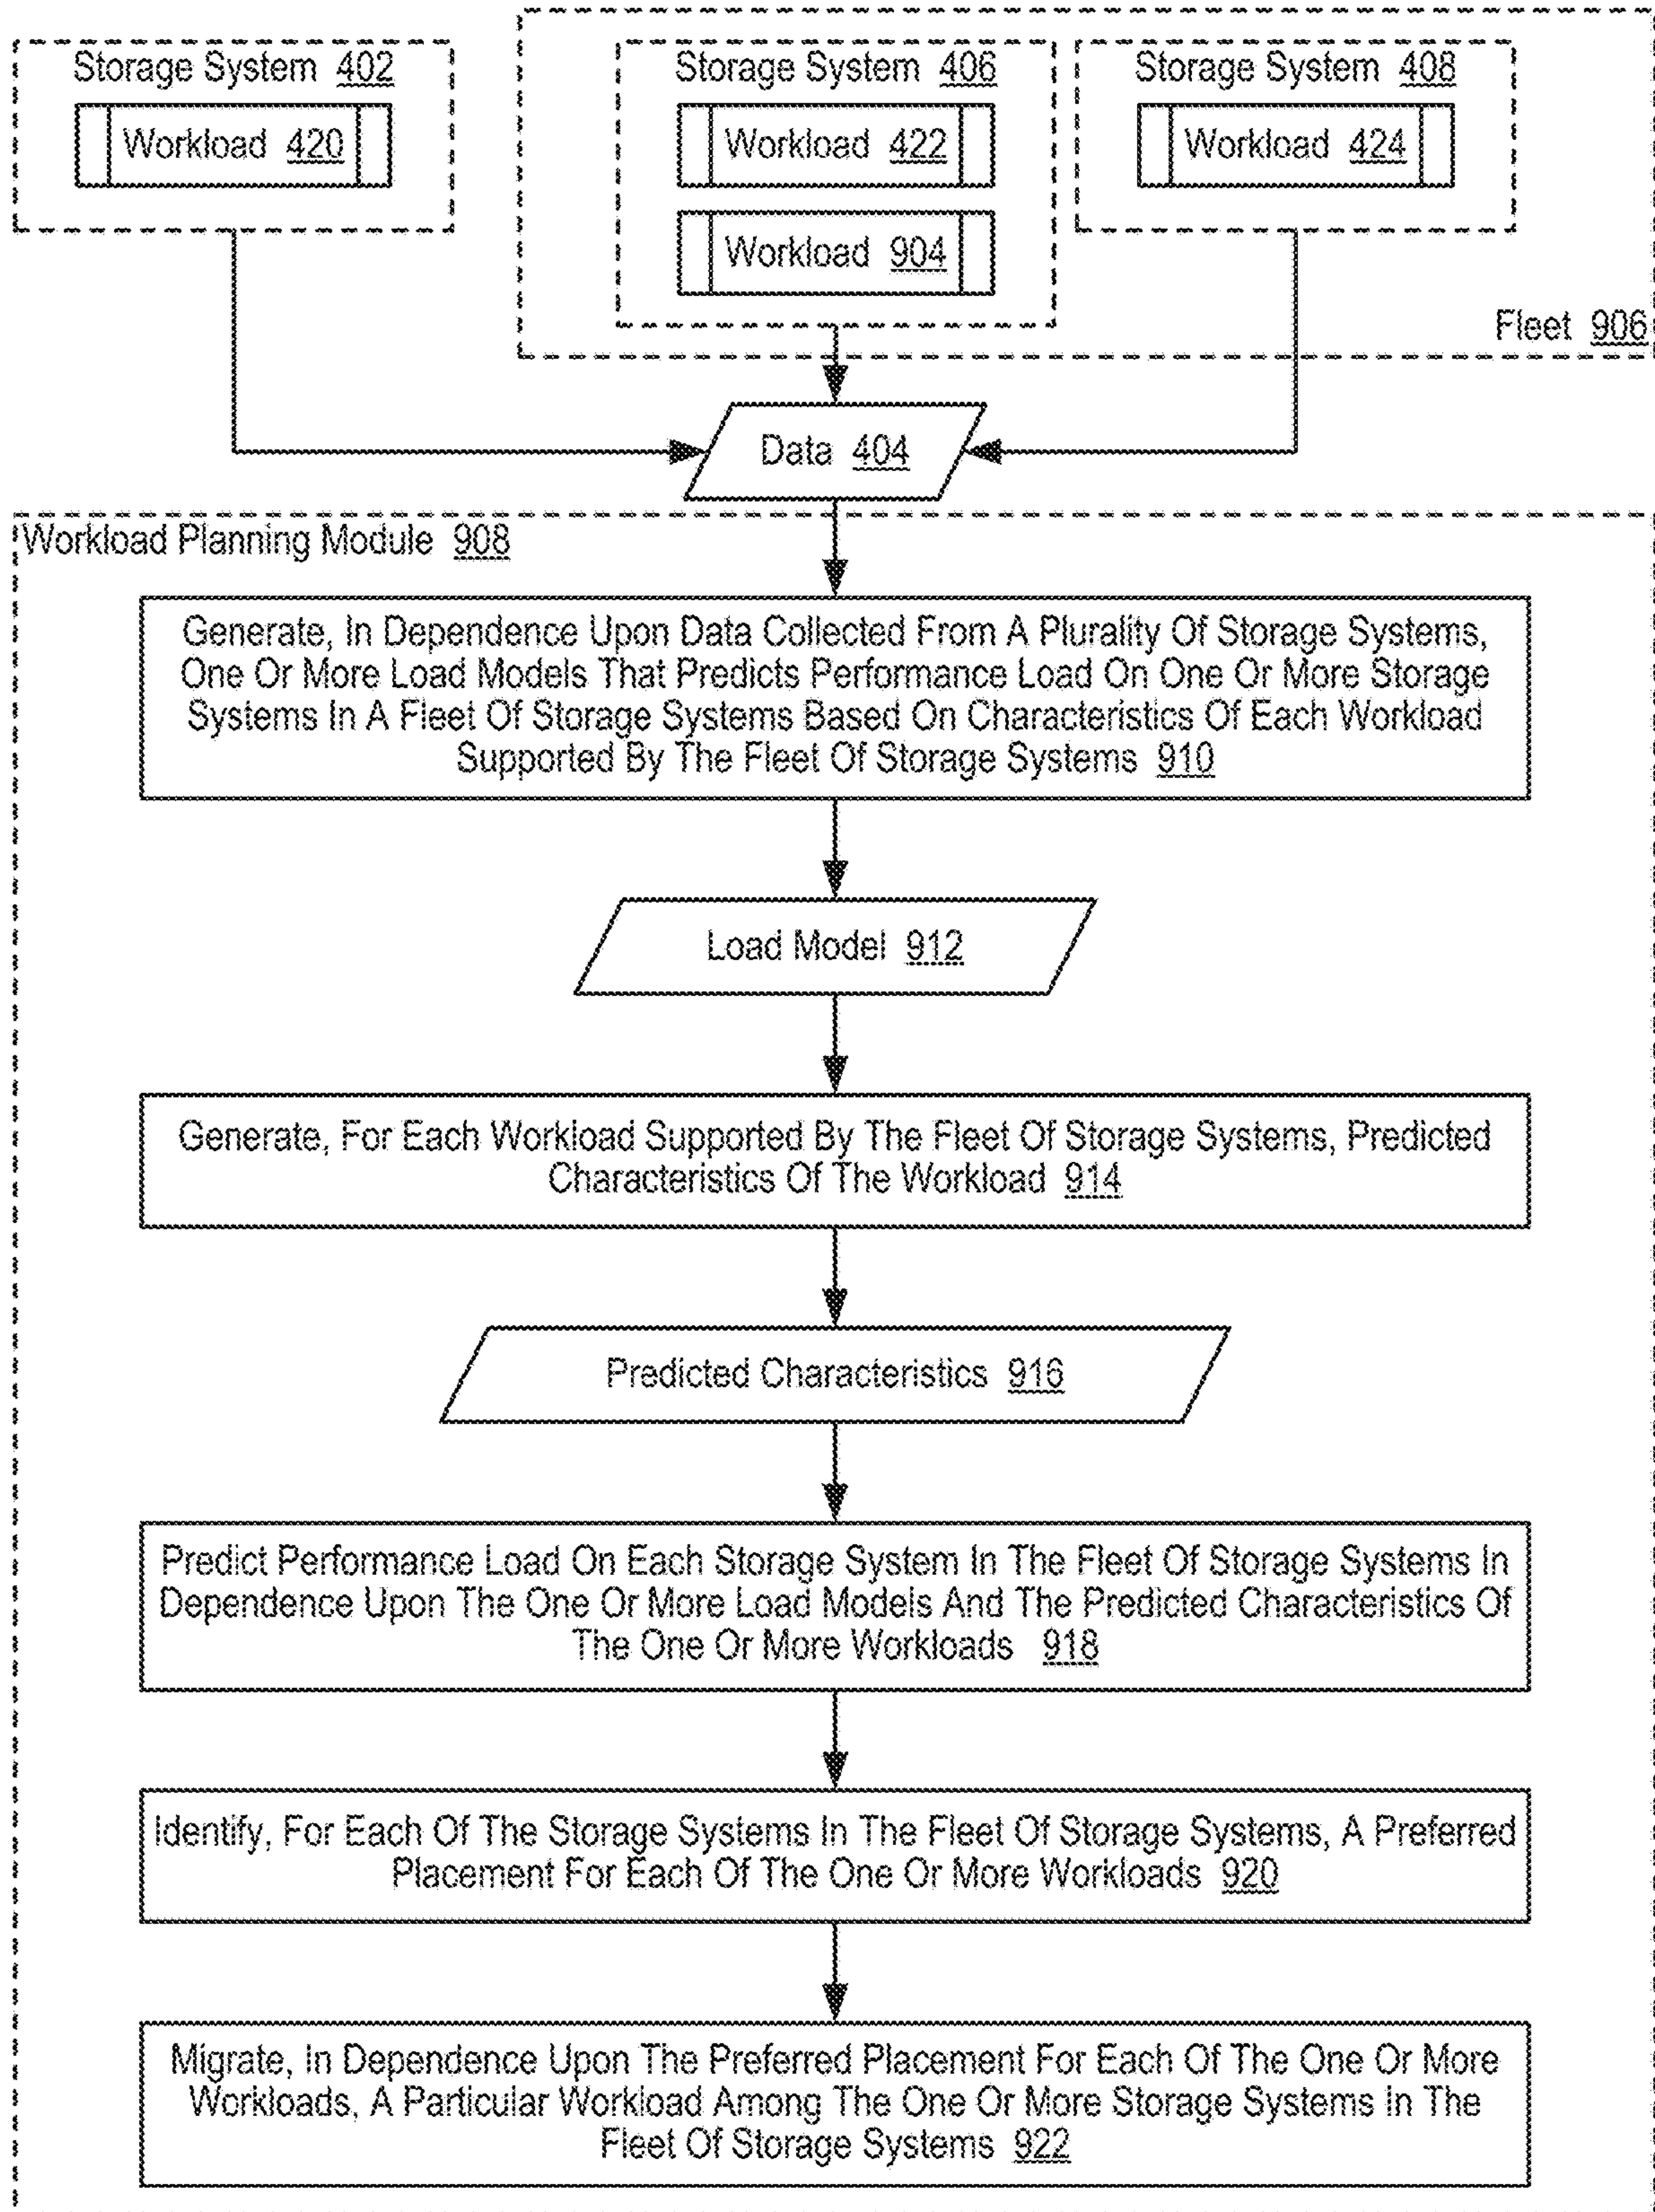 Storage System 402
Workload 420
Storage System 406
Workload 422
Workload 904
Storage System 408
Workload 424
Fleet 906
Data 404
Workload Planning Module 908
Generate, In Dependence Upon Data Collected From A Plurality Of Storage Systems,
One Or More Load Models That Predicts Performance Load On One Or More Storage
Systems In A Fleet Of Storage Systems Based On Characteristics Of Each Workload
Supported By The Fleet Of Storage Systems 910
Load Model 912
Generate, For Each Workload Supported By The Fleet Of Storage Systems, Predicted
Characteristics Of The Workload 914
Predicted Characteristics 916
Predict Performance Load On Each Storage System In The Fleet Of Storage Systems In
Dependence Upon The One Or More Load Models And The Predicted Characteristics Of
The One Or More Workloads 918
Identify, For Each Of The Storage Systems In The Fleet Of Storage Systems, A Preferred
Placement For Each Of The One Or More Workloads 920
Migrate, In Dependence Upon The Preferred Placement For Each Of The One Or More
Workloads, A Particular Workload Among The One Or More Storage Systems In The
Fleet Of Storage Systems 922